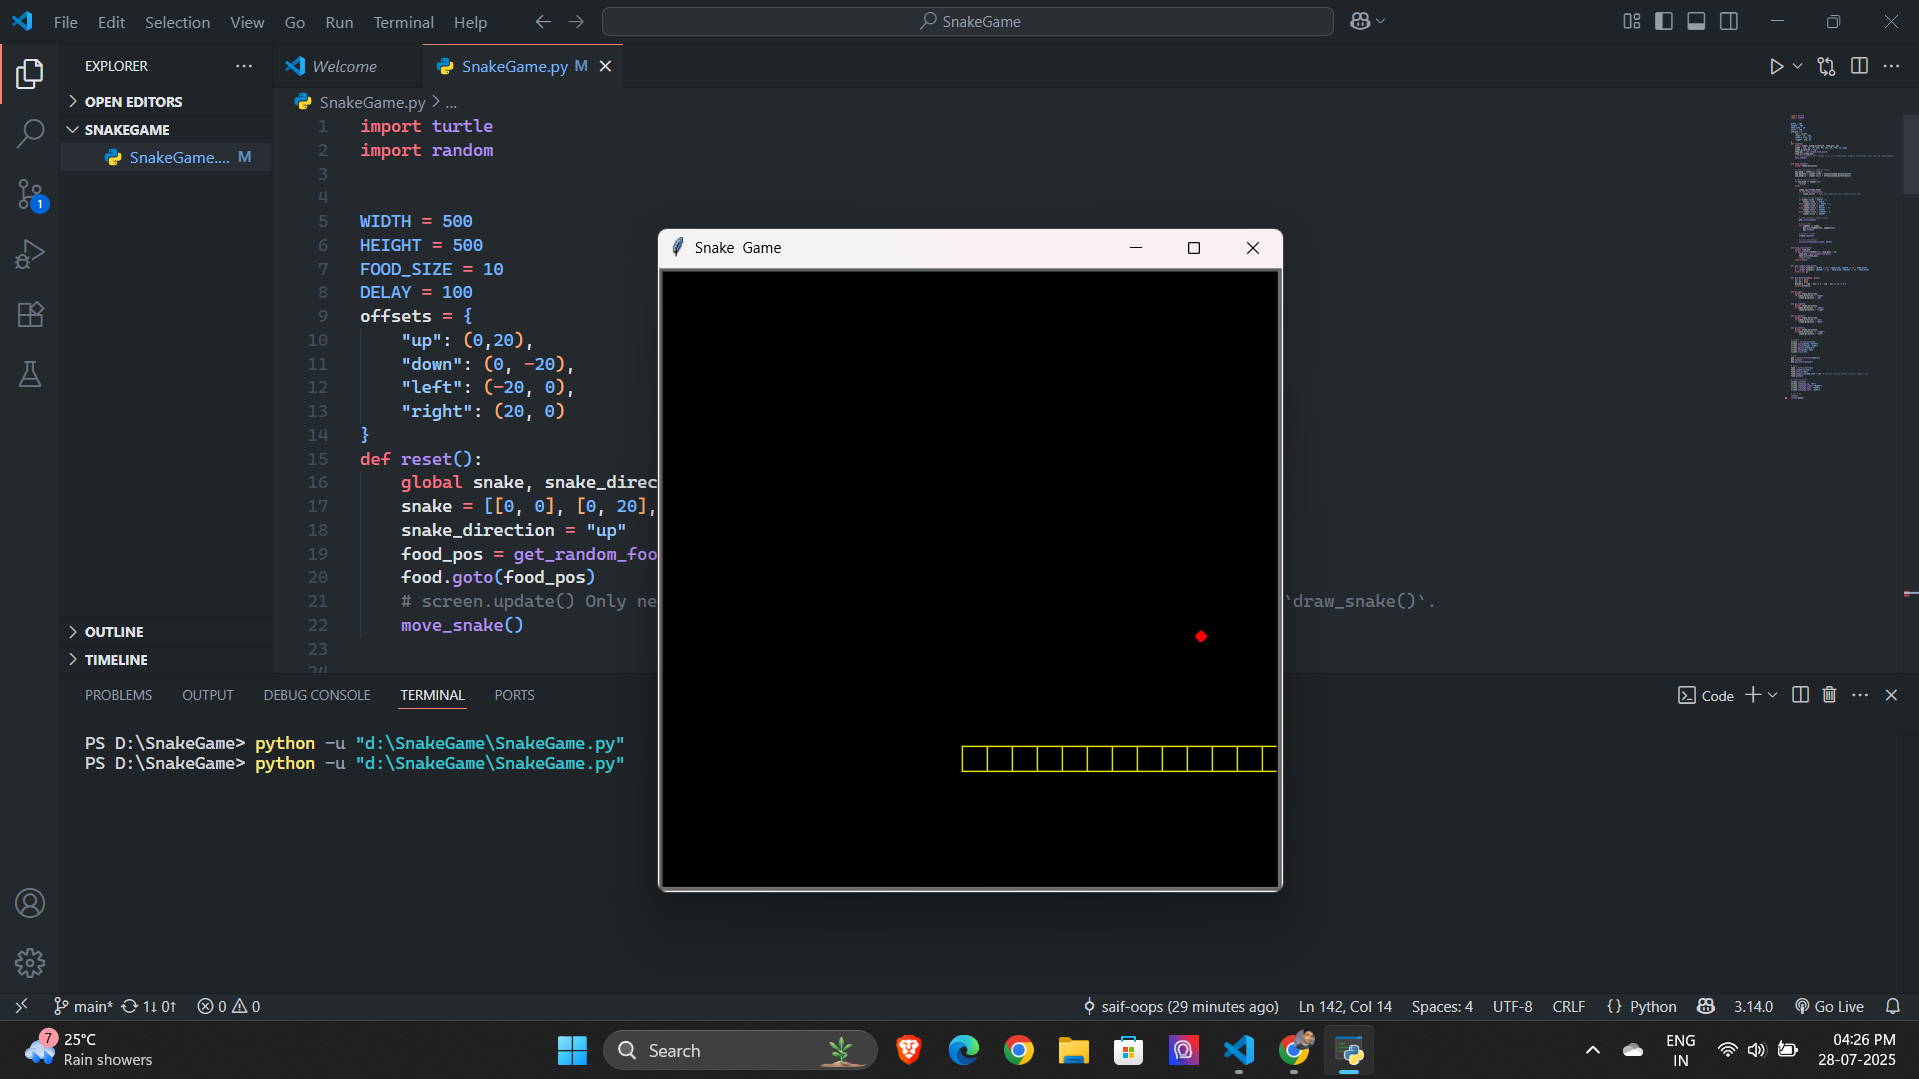 File Edit Selection View Go Run Terminal Help
SnakeGame
EXPLORER
OPEN EDITORS
SNAKEGAME
SnakeGame.... M
OUTLINE
TIMELINE
1
Welcome
SnakeGame.py M
SnakeGame.py > ...
1 import turtle
2 import random
3
4
5 WIDTH = 500
6 HEIGHT = 500
7 FOOD_SIZE = 10
8 DELAY = 100
9 offsets = {
10 "up": (0,20),
11 "down": (0, -20),
12 "left": (-20, 0),
13 "right": (20, 0)
14 }
15 def reset():
16 global snake, snake_direc
17 snake = [[0, 0], [0, 20],
18 snake_direction = "up"
19 food_pos = get_random_foo
20 food.goto(food_pos)
21 # screen.update() Only ne `draw_snake()`.
22 move_snake()
23
24
Snake Game
PROBLEMS OUTPUT DEBUG CONSOLE TERMINAL PORTS
Code
PS D:\SnakeGame> python -u "d:\SnakeGame\SnakeGame.py"
PS D:\SnakeGame> python -u "d:\SnakeGame\SnakeGame.py"
main* 1↓ 0↑ 0 0
saif-oops (29 minutes ago) Ln 142, Col 14 Spaces: 4 UTF-8 CRLF {} Python 3.14.0 Go Live
7
25°C
Rain showers
Search
ENG
IN
04:26 PM
28-07-2025